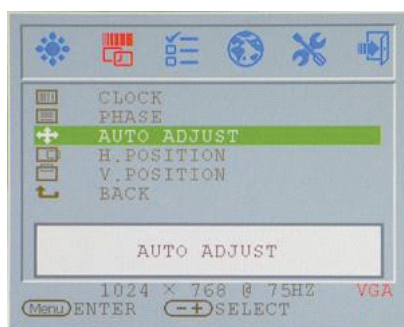 CLOCK
PHASE
AUTO ADJUST
H.POSITION
V.POSITION
BACK
AUTO ADJUST
1024 × 768 @ 75HZ VGA
Menu ENTER - + SELECT